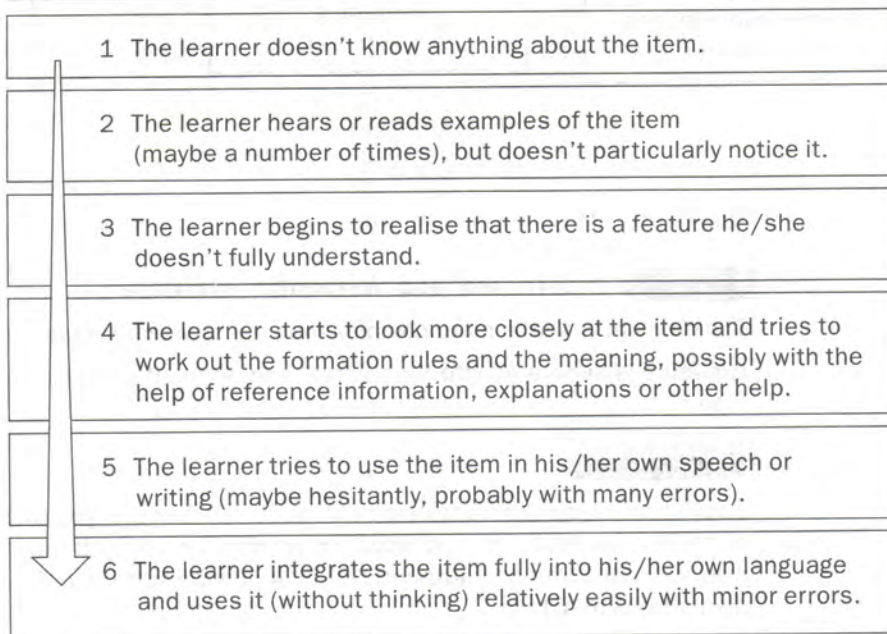 1 The learner doesn't know anything about the item.
2 The learner hears or reads examples of the item
(maybe a number of times), but doesn't particularly notice it.
3 The learner begins to realise that there is a feature he/she
doesn't fully understand.
4 The learner starts to look more closely at the item and tries to
work out the formation rules and the meaning, possibly with the
help of reference information, explanations or other help.
5 The learner tries to use the item in his/her own speech or
writing (maybe hesitantly, probably with many errors).
6 The learner integrates the item fully into his/her own language
and uses it (without thinking) relatively easily with minor errors.